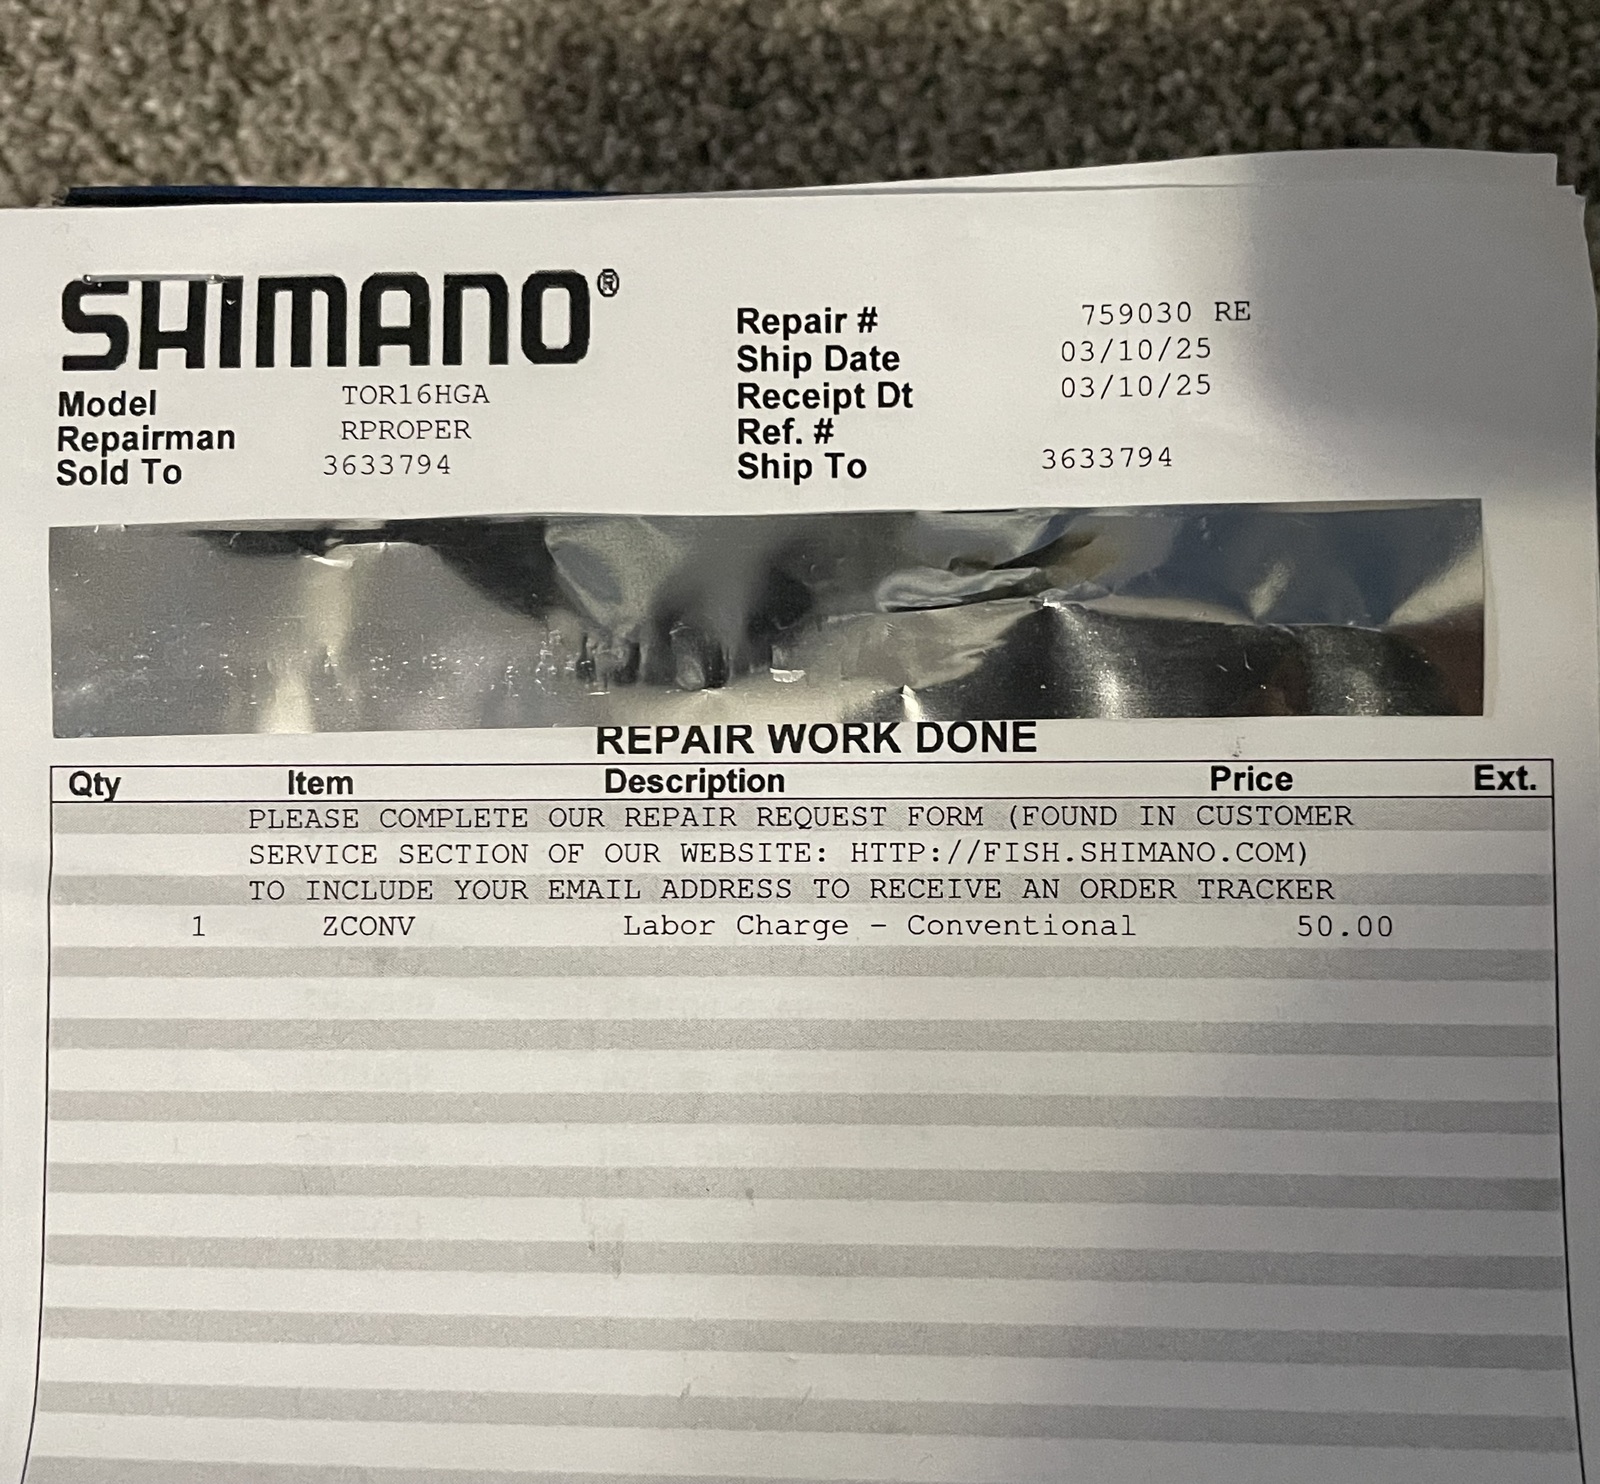 SHIMANO®
Model TOR16HGA
Repairman RPROPER
Sold To 3633794
Repair # 759030 RE
Ship Date 03/10/25
Receipt Dt 03/10/25
Ref. #
Ship To 3633794
REPAIR WORK DONE
Qty Item Description Price Ext.
PLEASE COMPLETE OUR REPAIR REQUEST FORM (FOUND IN CUSTOMER
SERVICE SECTION OF OUR WEBSITE: HTTP://FISH.SHIMANO.COM)
TO INCLUDE YOUR EMAIL ADDRESS TO RECEIVE AN ORDER TRACKER
1 ZCONV Labor Charge - Conventional 50.00